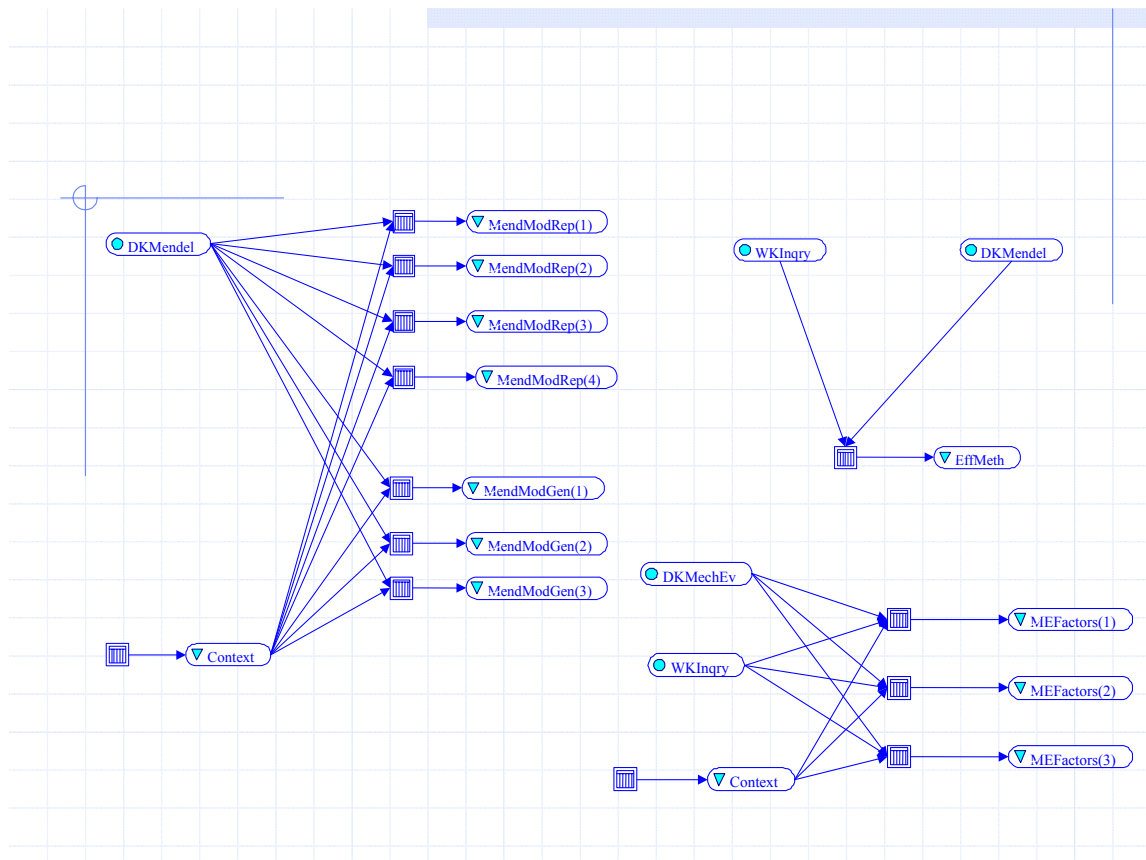 DKMendel
MendModRep(1)
MendModRep(2)
MendModRep(3)
MendModRep(4)
MendModGen(1)
MendModGen(2)
MendModGen(3)
Context
WKInqry
DKMendel
EffMeth
DKMechEv
WKInqry
Context
MEFactors(1)
MEFactors(2)
MEFactors(3)